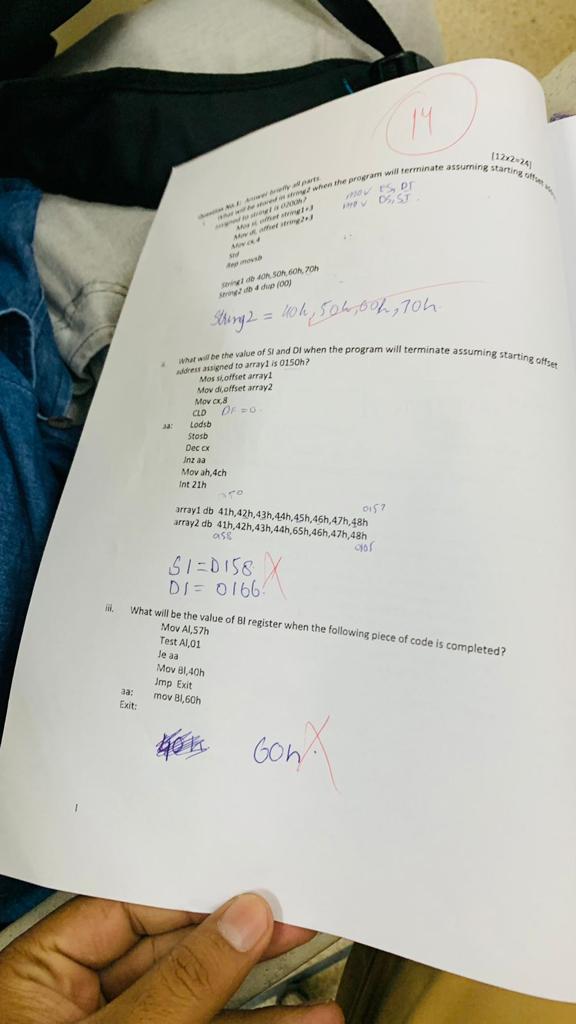 14
[12x2=24]
Question No.1: Answer briefly all parts.
i. What will be stored in string2 when the program will terminate assuming starting offset
assigned to string1 is 0200h?
mov ES, DI
mov DS, SI
Mos si, offset string1+3
Mov di, offset string2+3
Mov cx,4
Std
Rep movsb
String1 db 40h,50h,60h,70h
String2 db 4 dup (00)
String2 = 40h, 50h, 60h, 70h
ii. What will be the value of SI and DI when the program will terminate assuming starting offset
address assigned to array1 is 0150h?
Mos si,offset array1
Mov di,offset array2
Mov cx,8
CLD DF = 0
aa: Lodsb
Stosb
Dec cx
Jnz aa
Mov ah,4ch
Int 21h
0157
array1 db 41h,42h,43h,44h,45h,46h,47h,48h
array2 db 41h,42h,43h,44h,65h,46h,47h,48h
SI = 0158
DI = 0166
iii. What will be the value of Bl register when the following piece of code is completed?
Mov Al,57h
Test Al,01
Je aa
Mov Bl,40h
Jmp Exit
aa: mov Bl,60h
Exit:
60h
1